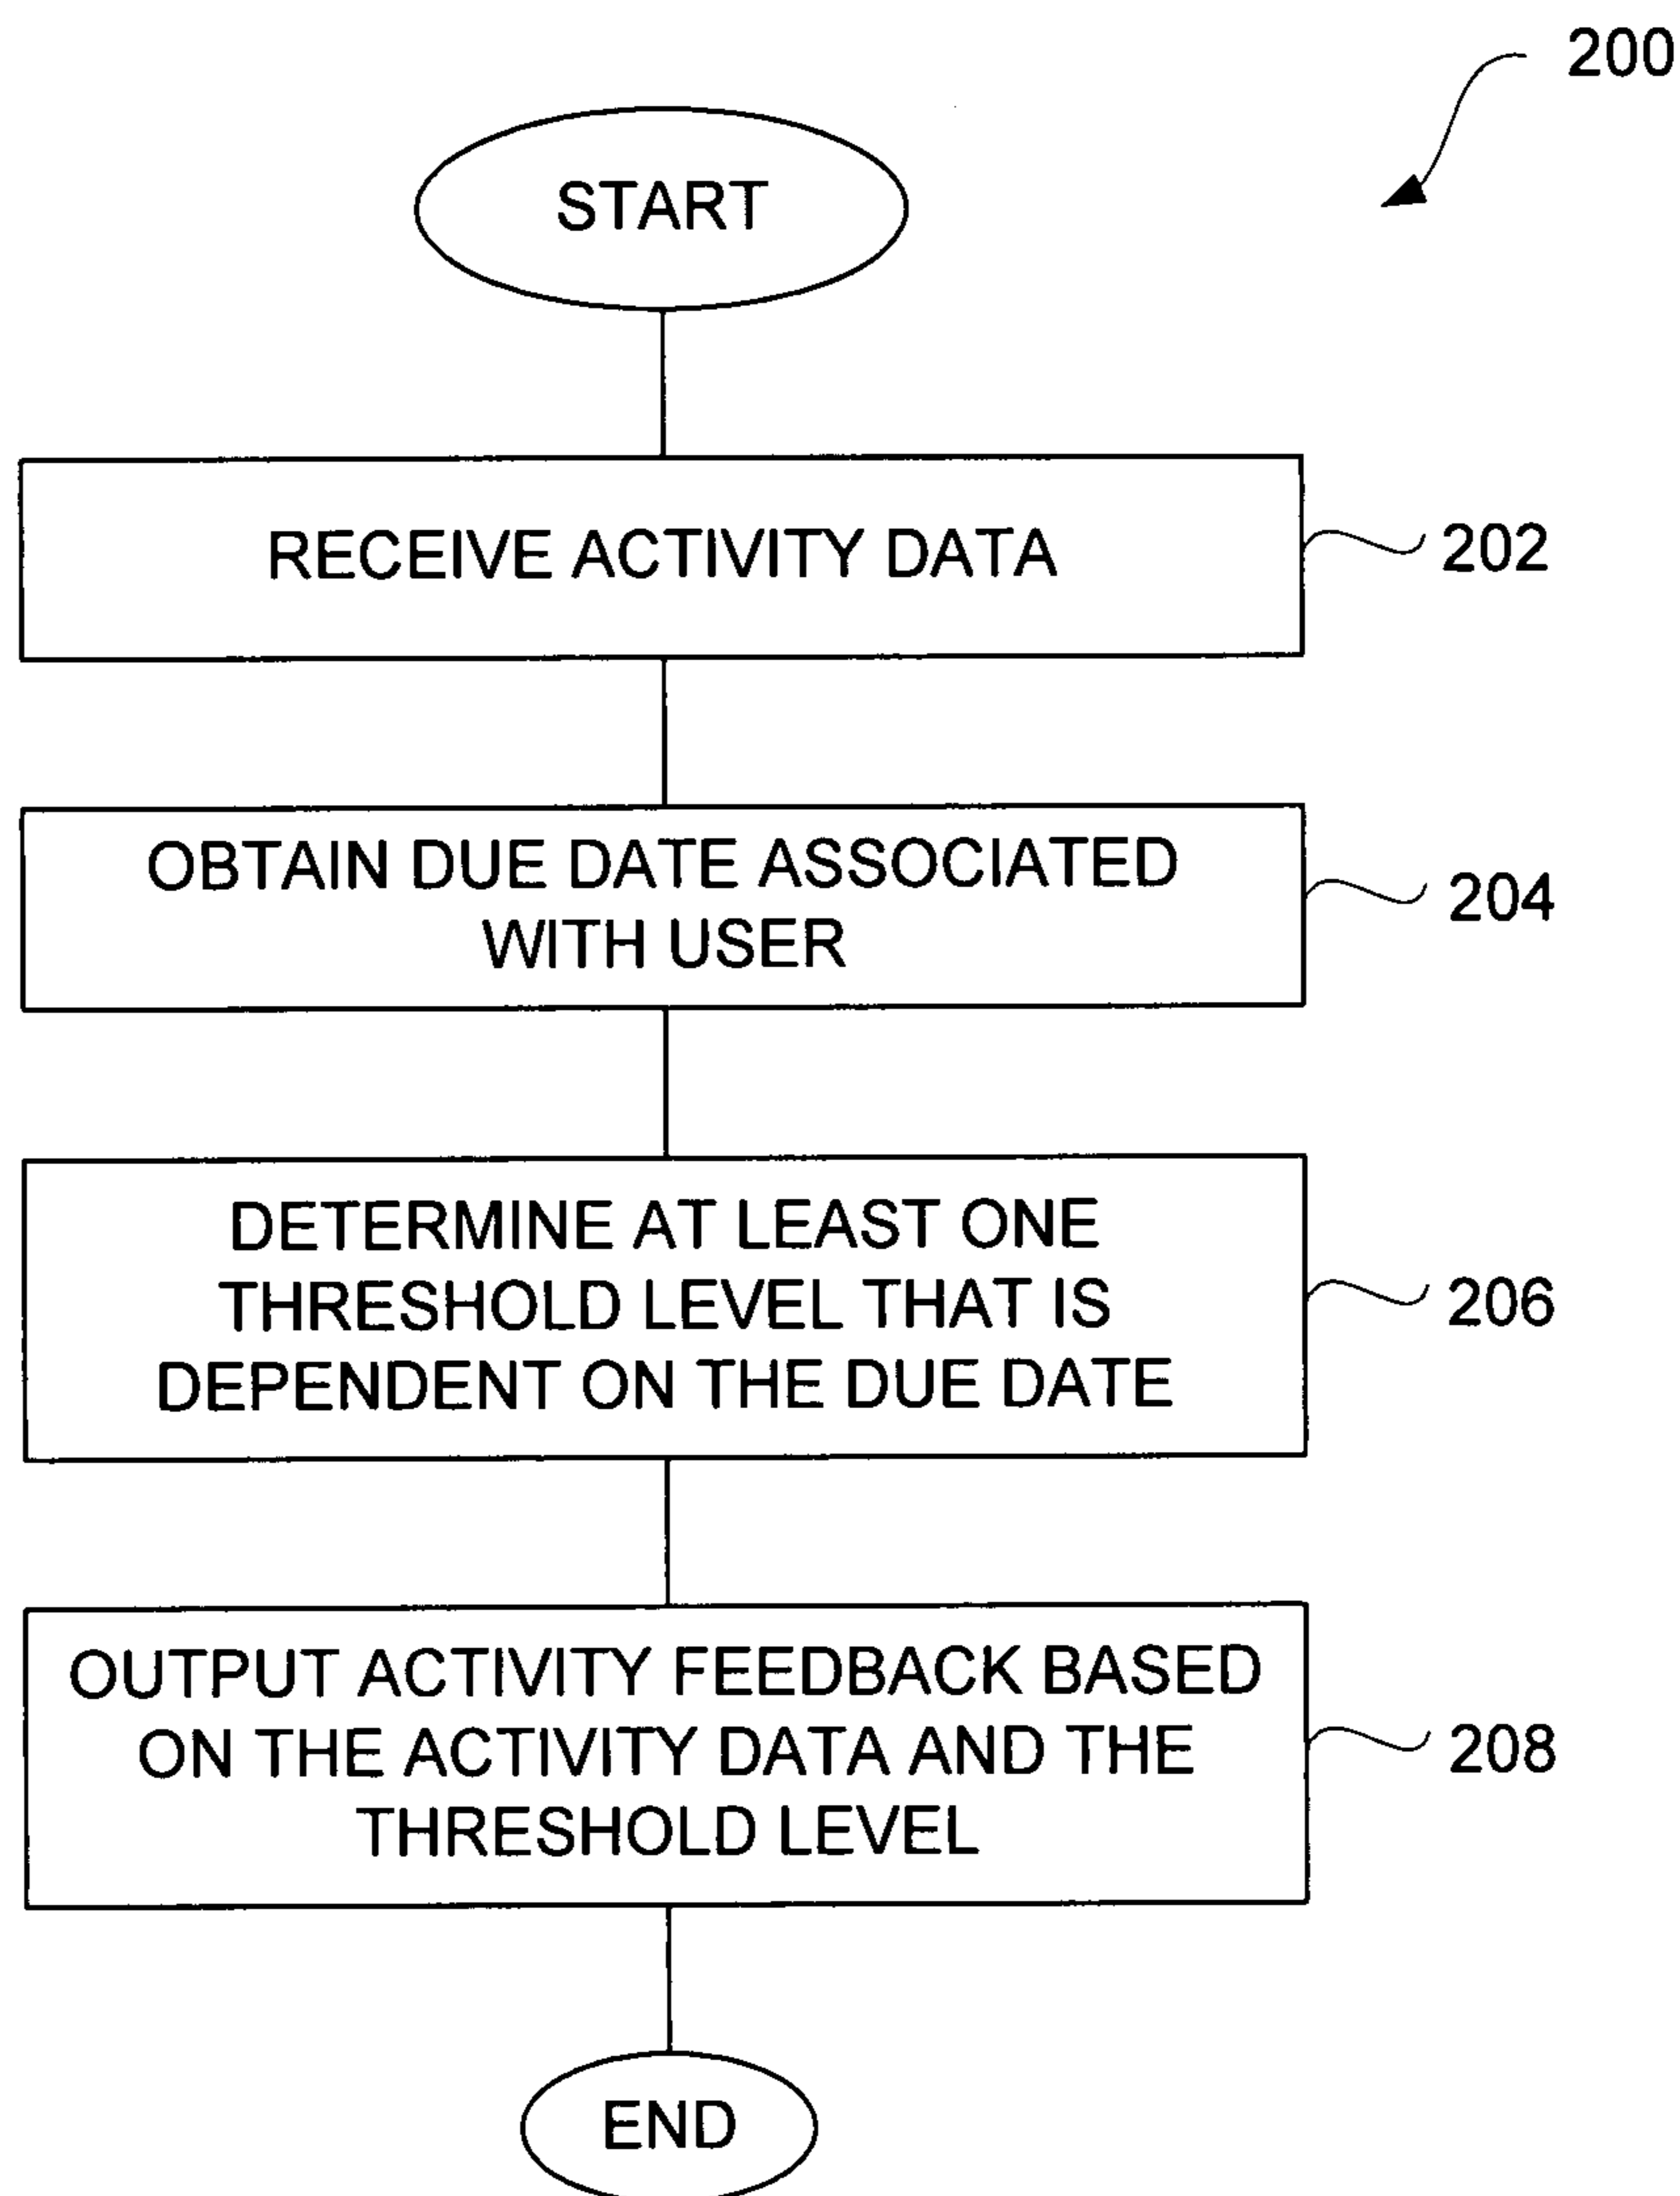 200
START
RECEIVE ACTIVITY DATA
202
OBTAIN DUE DATE ASSOCIATED
WITH USER
204
DETERMINE AT LEAST ONE
THRESHOLD LEVEL THAT IS
DEPENDENT ON THE DUE DATE
206
OUTPUT ACTIVITY FEEDBACK BASED
ON THE ACTIVITY DATA AND THE
THRESHOLD LEVEL
208
END